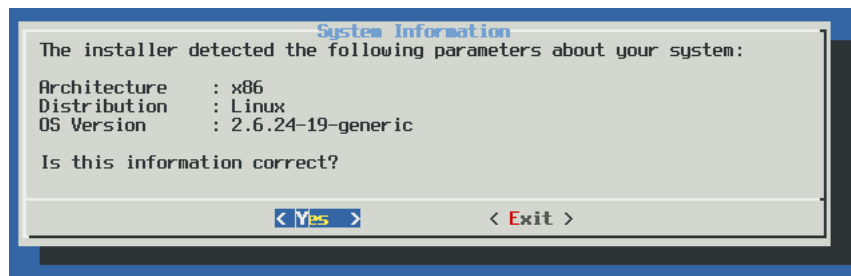 System Information
The installer detected the following parameters about your system:
Architecture : x86
Distribution : Linux
OS Version : 2.6.24-19-generic
Is this information correct?
< Yes > < Exit >